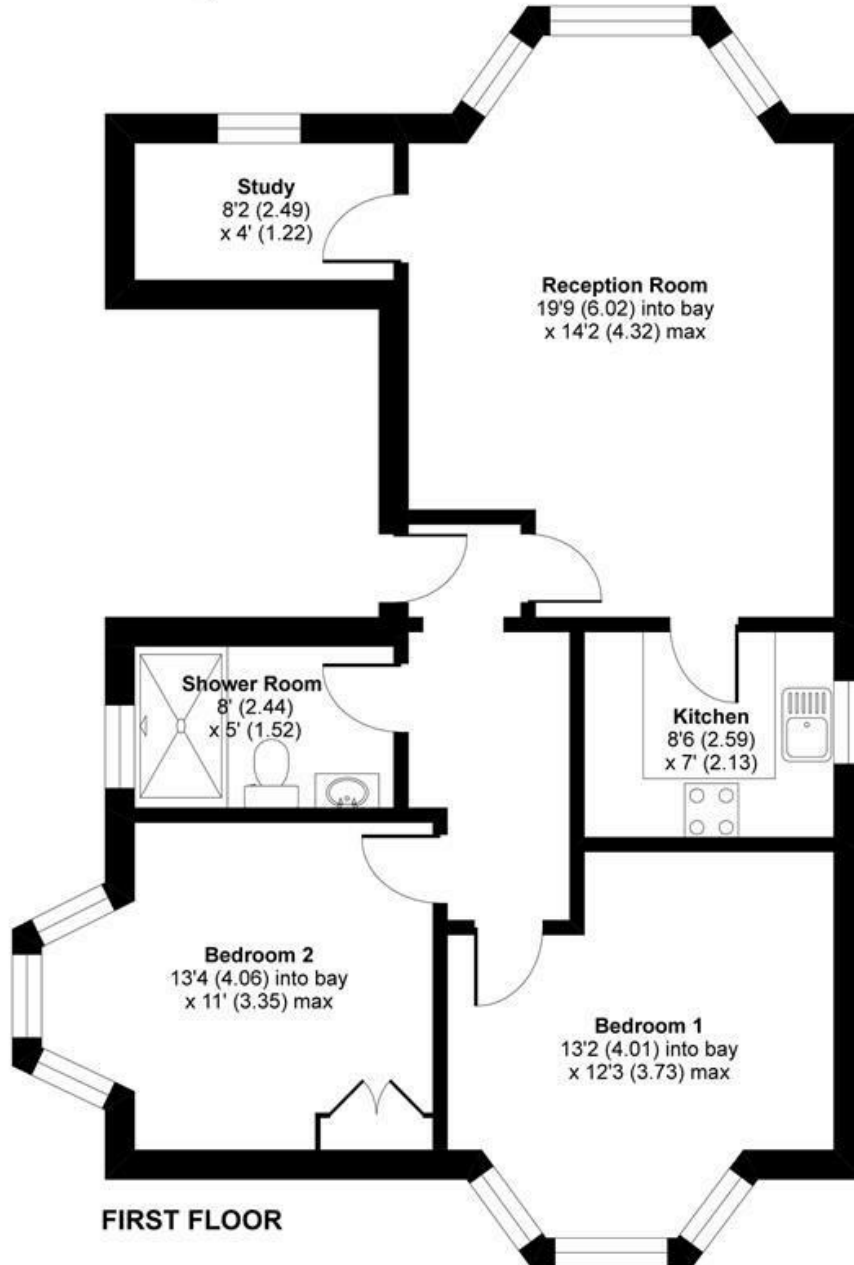 Study
8'2 (2.49)
x 4' (1.22)
Reception Room
19'9 (6.02) into bay
x 14'2 (4.32) max
Shower Room
8' (2.44)
x 5' (1.52)
Kitchen
8'6 (2.59)
x 7' (2.13)
Bedroom 2
13'4 (4.06) into bay
x 11' (3.35) max
Bedroom 1
13'2 (4.01) into bay
x 12'3 (3.73) max
FIRST FLOOR